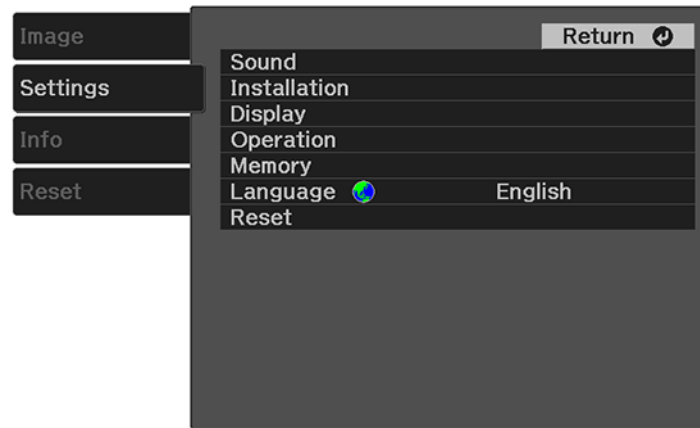 Image
Settings
Info
Reset
Return
Sound
Installation
Display
Operation
Memory
Language English
Reset